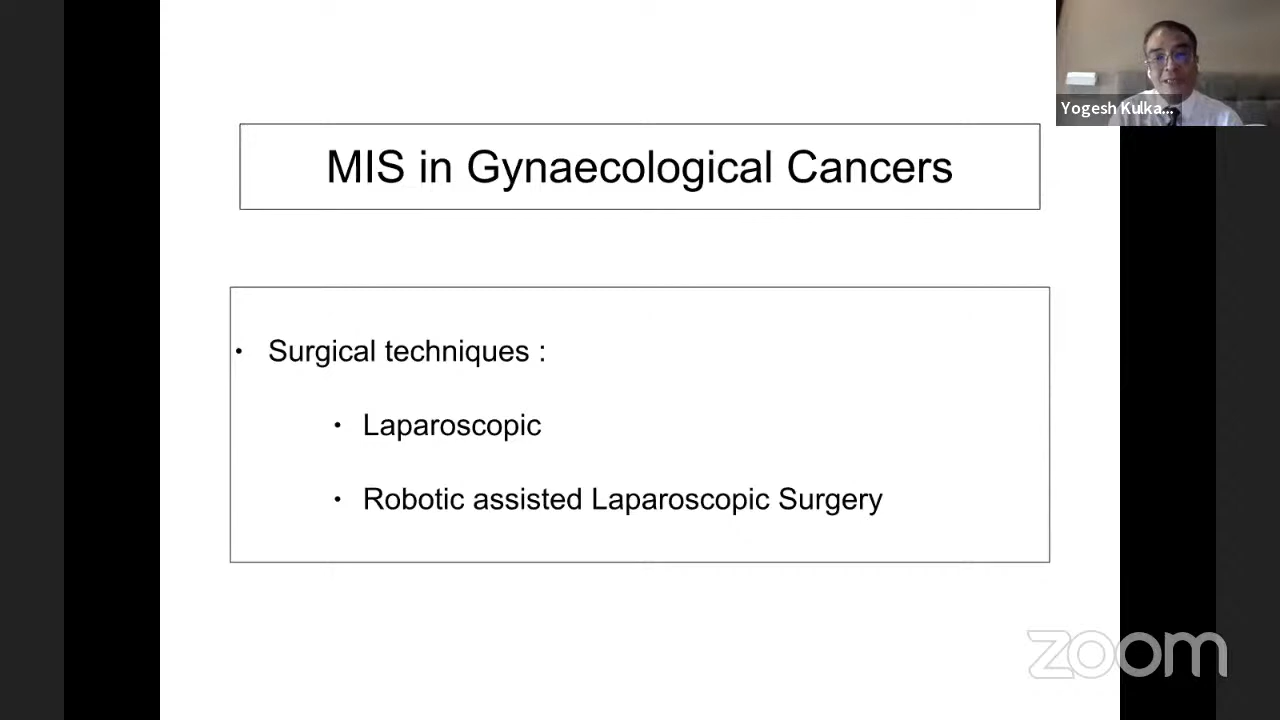 Yogesh Kulka...
MIS in Gynaecological Cancers
• Surgical techniques :
• Laparoscopic
• Robotic assisted Laparoscopic Surgery
zoom